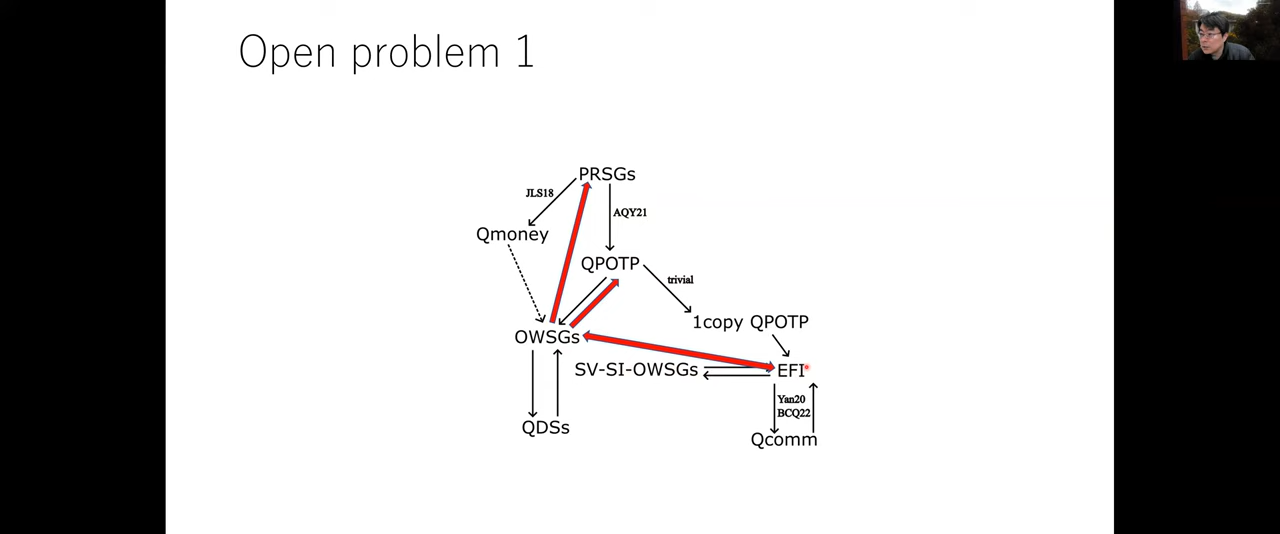 Open problem 1
PRSGs
JLS18
AQY21
Qmoney
QPOTP
trivial
1copy QPOTP
OWSGs
SV-SI-OWSGs
EFI
Yan20
BCQ22
QDSs
Qcomm